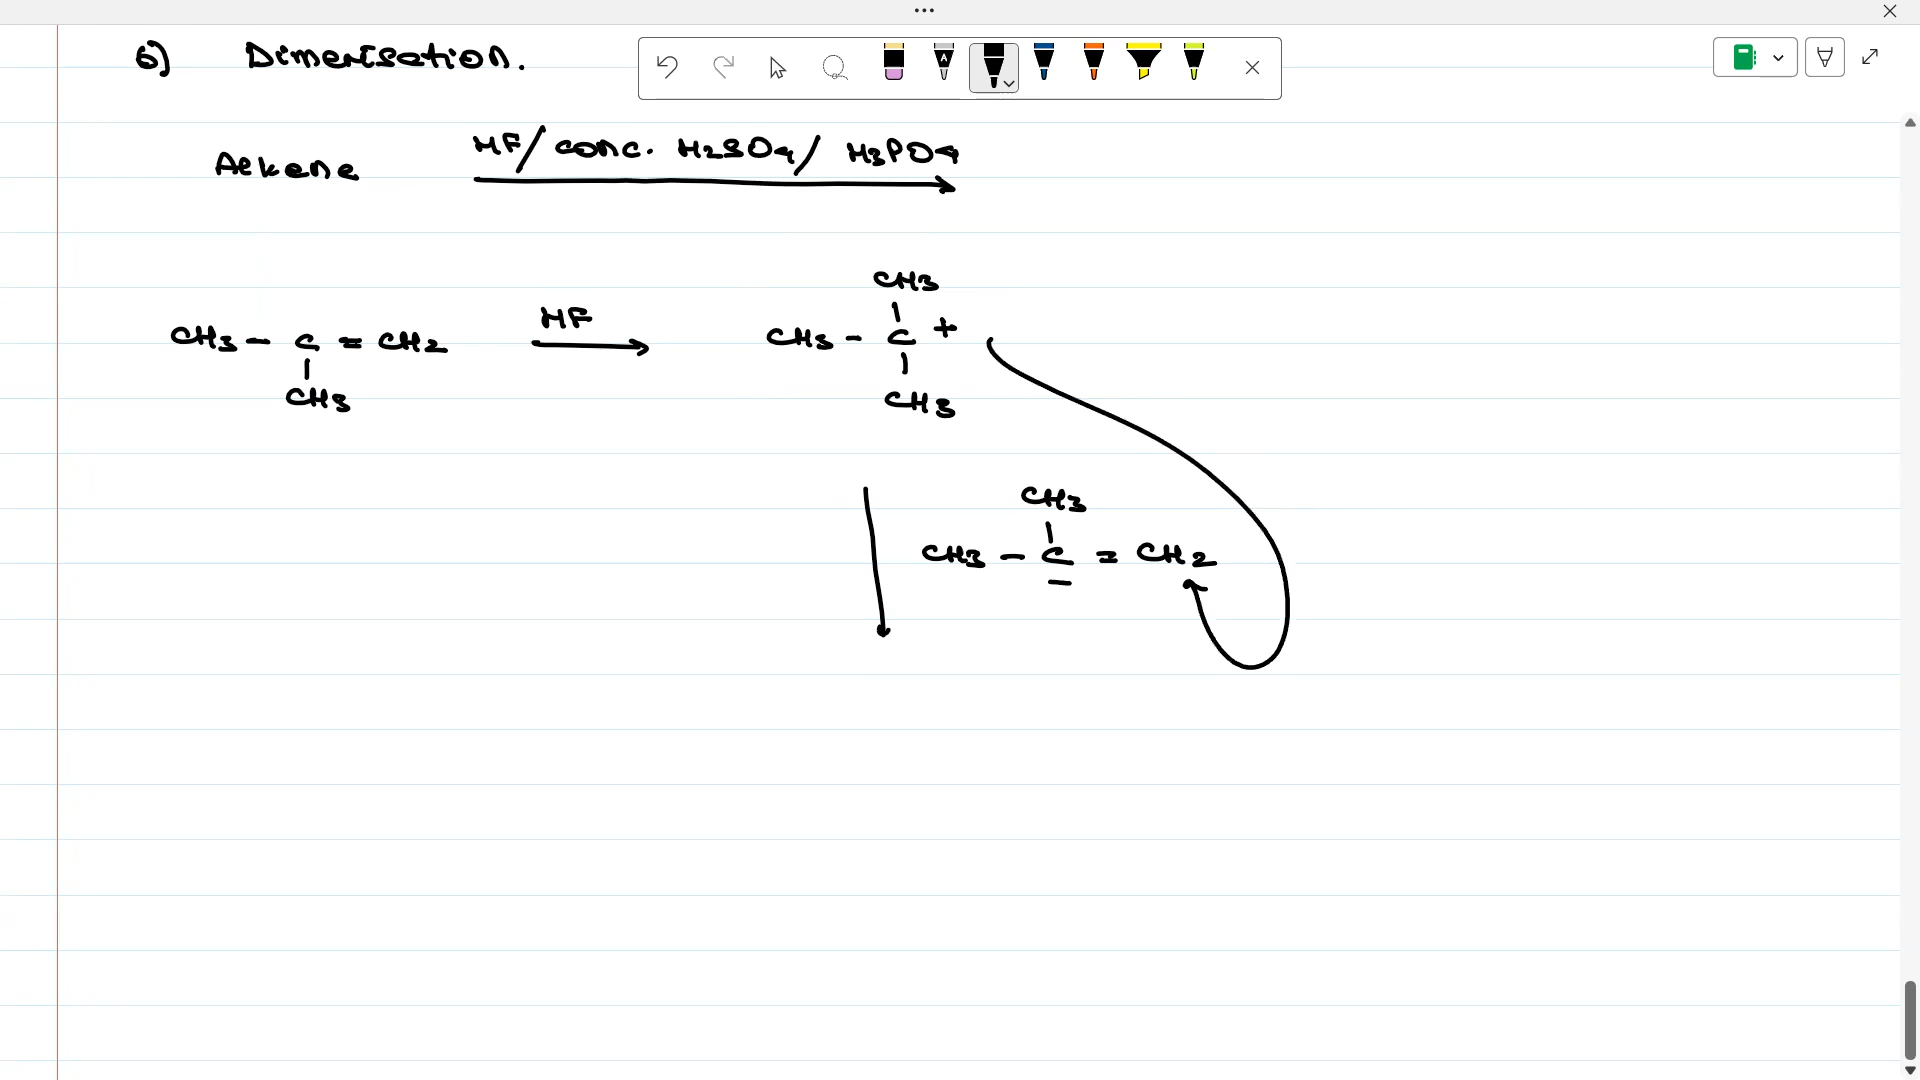 6) Dimerisation.
Alkene HF/ conc. H2SO4/ H3PO4
CH3
CH3 - C = CH2 HF CH3 - C +
CH3 CH3
CH3
CH3 - C = CH2